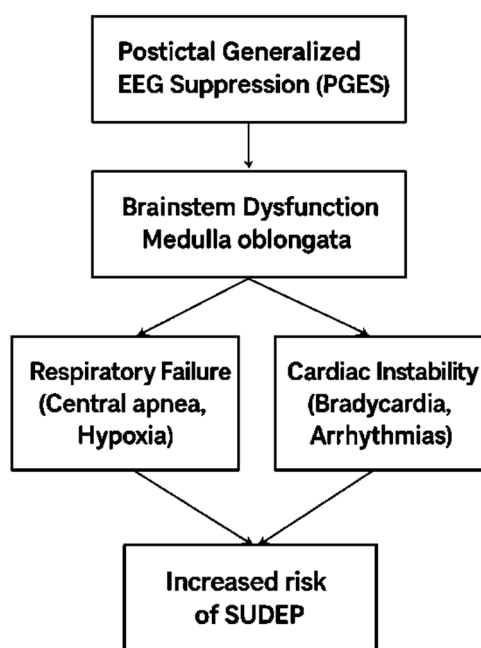 Postictal Generalized
EEG Suppression (PGES)
Brainstem Dysfunction
Medulla oblongata
Respiratory Failure
(Central apnea,
Hypoxia)
Cardiac Instability
(Bradycardia,
Arrhythmias)
Increased risk
of SUDEP